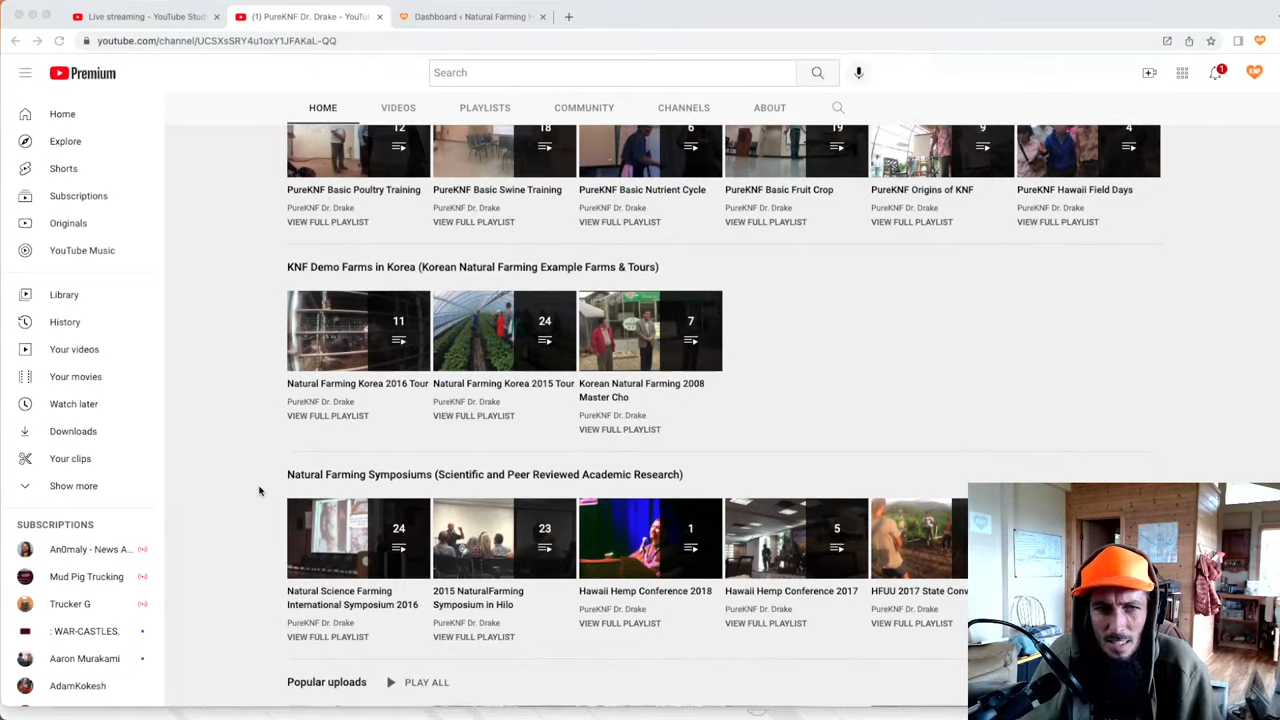 Live streaming - YouTube Stud
(1) PureKNF Dr. Drake - YouTu
Dashboard ‹ Natural Farming H
youtube.com/channel/UCSXsSRY4u1oxY1JFAKaL-QQ
Premium
Search
1
KNF
HOME VIDEOS PLAYLISTS COMMUNITY CHANNELS ABOUT
Home
Explore
Shorts
Subscriptions
Originals
YouTube Music
Library
History
Your videos
Your movies
Watch later
Downloads
Your clips
Show more
SUBSCRIPTIONS
An0maly - News A...
Mud Pig Trucking
Trucker G
: WAR-CASTLES.
Aaron Murakami
AdamKokesh
12 18 6 19 9 4
PureKNF Basic Poultry Training
PureKNF Dr. Drake
VIEW FULL PLAYLIST
PureKNF Basic Swine Training
PureKNF Dr. Drake
VIEW FULL PLAYLIST
PureKNF Basic Nutrient Cycle
PureKNF Dr. Drake
VIEW FULL PLAYLIST
PureKNF Basic Fruit Crop
PureKNF Dr. Drake
VIEW FULL PLAYLIST
PureKNF Origins of KNF
PureKNF Dr. Drake
VIEW FULL PLAYLIST
PureKNF Hawaii Field Days
PureKNF Dr. Drake
VIEW FULL PLAYLIST
KNF Demo Farms in Korea (Korean Natural Farming Example Farms & Tours)
11
Natural Farming Korea 2016 Tour
PureKNF Dr. Drake
VIEW FULL PLAYLIST
24
Natural Farming Korea 2015 Tour
PureKNF Dr. Drake
VIEW FULL PLAYLIST
7
Korean Natural Farming 2008
Master Cho
PureKNF Dr. Drake
VIEW FULL PLAYLIST
Natural Farming Symposiums (Scientific and Peer Reviewed Academic Research)
24
Natural Science Farming
International Symposium 2016
PureKNF Dr. Drake
VIEW FULL PLAYLIST
23
2015 NaturalFarming
Symposium in Hilo
PureKNF Dr. Drake
VIEW FULL PLAYLIST
1
Hawaii Hemp Conference 2018
PureKNF Dr. Drake
VIEW FULL PLAYLIST
5
Hawaii Hemp Conference 2017
PureKNF Dr. Drake
VIEW FULL PLAYLIST
HFUU 2017 State Conv
PureKNF Dr. Drake
VIEW FULL PLAYLIST
Popular uploads PLAY ALL